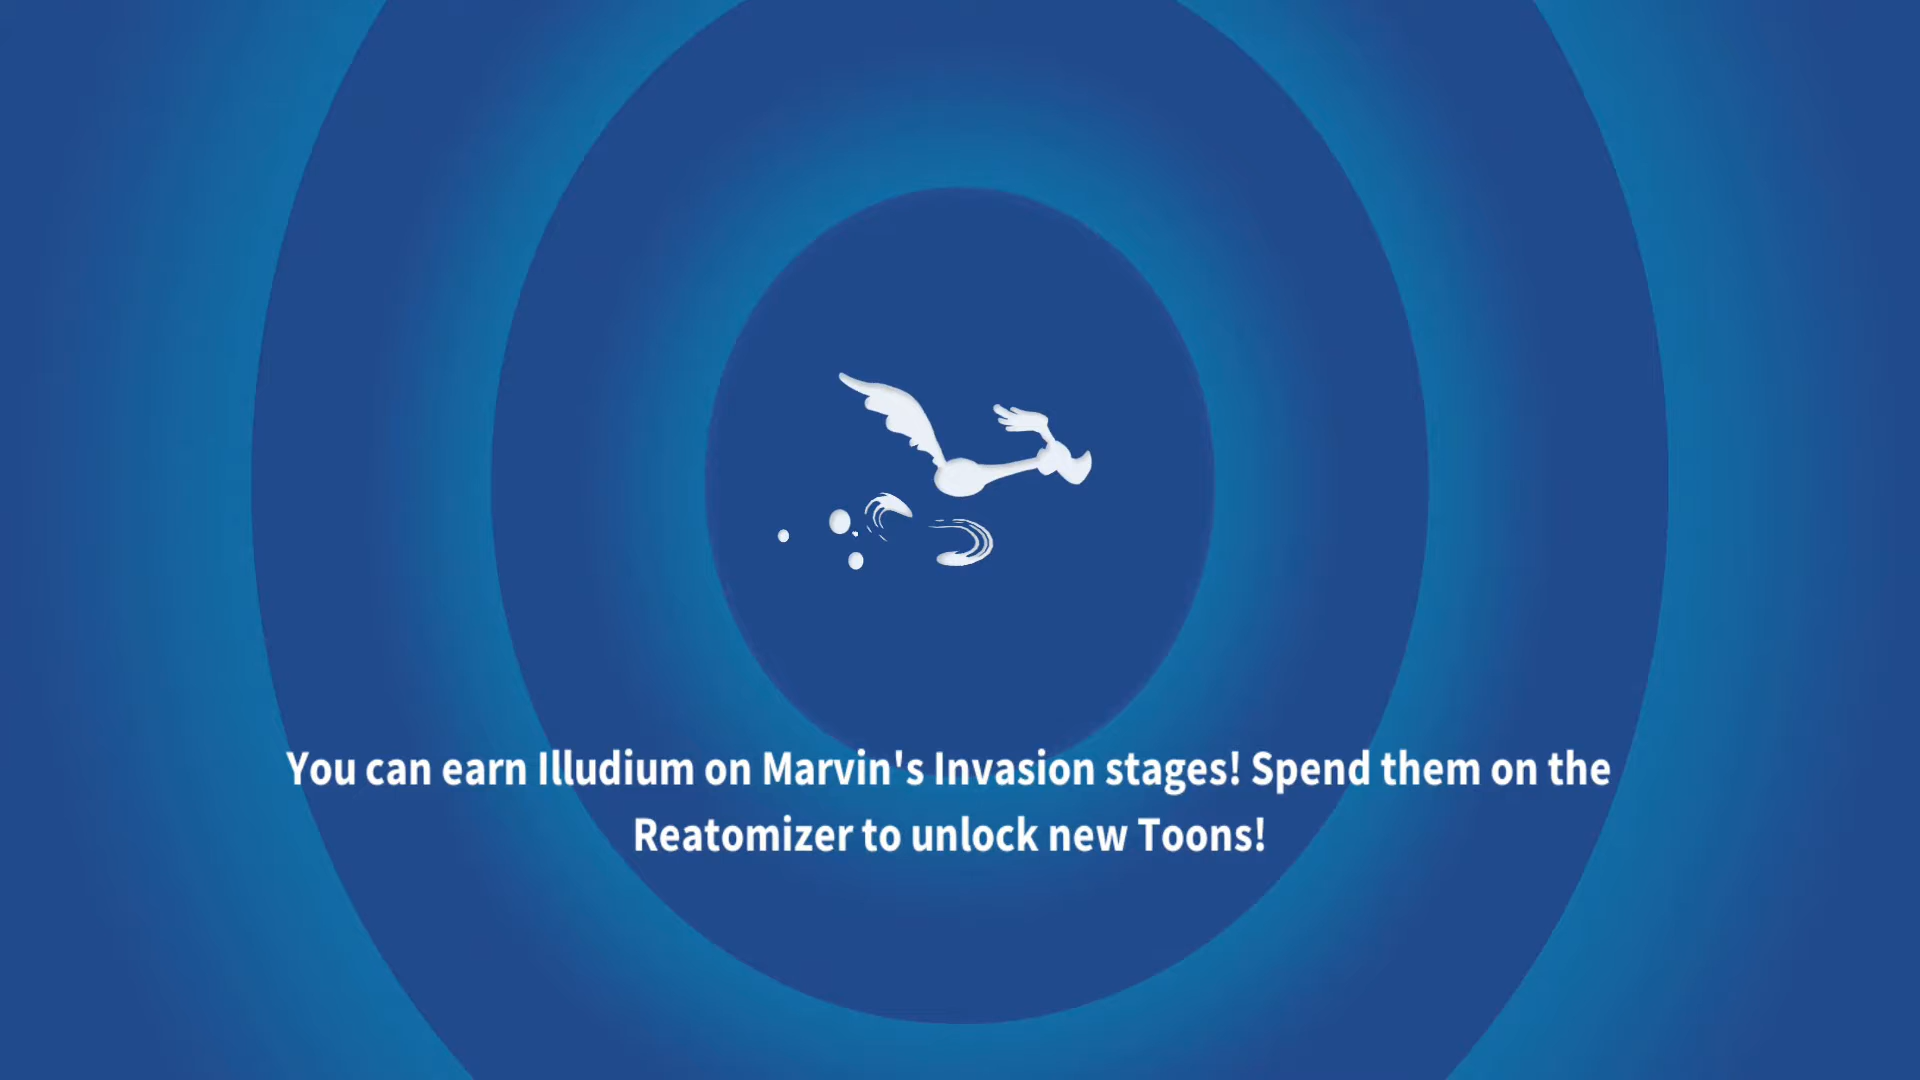 You can earn Illudium on Marvin's Invasion stages! Spend them on the
Reatomizer to unlock new Toons!